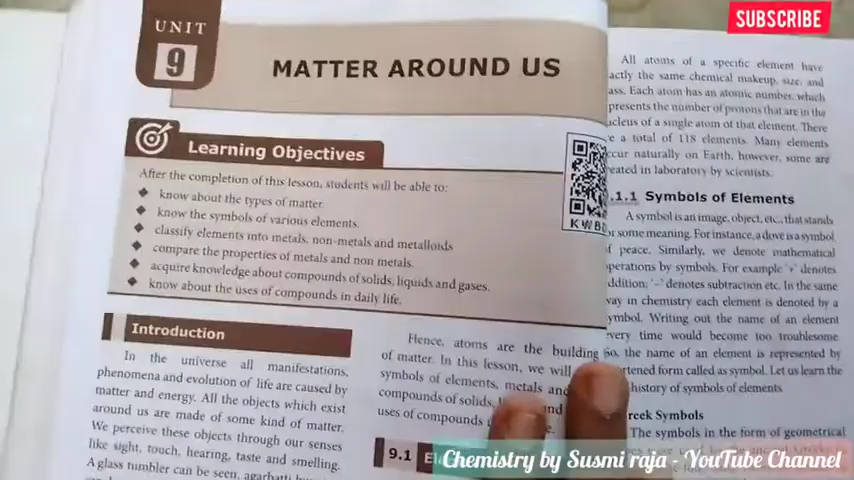 SUBSCRIBE
UNIT
9
MATTER AROUND US
Learning Objectives
After the completion of this lesson, students will be able to:
know about the types of matter.
know the symbols of various elements.
classify elements into metals, non-metals and metalloids
compare the properties of metals and non metals.
acquire knowledge about compounds of solids, liquids and gases.
know about the uses of compounds in daily life.
Introduction
In the universe all manifestations,
phenomena and evolution of life are caused by
matter and energy. All the objects which exist
around us are made of some kind of matter.
We perceive these objects through our senses
like sight, touch, hearing, taste and smelling.
A glass tumbler can be seen, agarbatti
Hence, atoms are the building
of matter. In this lesson, we will
symbols of elements, metals and
compounds of solids, and
uses of compounds
9.1
All atoms of a specific element have
the same chemical makeup, size, and
Each atom has an atomic number, which
the number of protons that are in the
of a single atom of that element. There
a total of 118 elements. Many elements
naturally on Earth, however, some are
in laboratory by scientists.
.1.1 Symbols of Elements
A symbol is an image, object, etc., that stands
some meaning. For instance, a dove is a symbol
of peace. Similarly, we denote mathematical
operations by symbols. For example '+' denotes
addition; '–' denotes subtraction etc. In the same
way in chemistry each element is denoted by a
symbol. Writing out the name of an element
every time would become too troublesome
So, the name of an element is represented by
form called as symbol. Let us learn the
history of symbols of elements.
Symbols
The symbols in the form of geometrical
Chemistry by Susmi raja - YouTube Channel